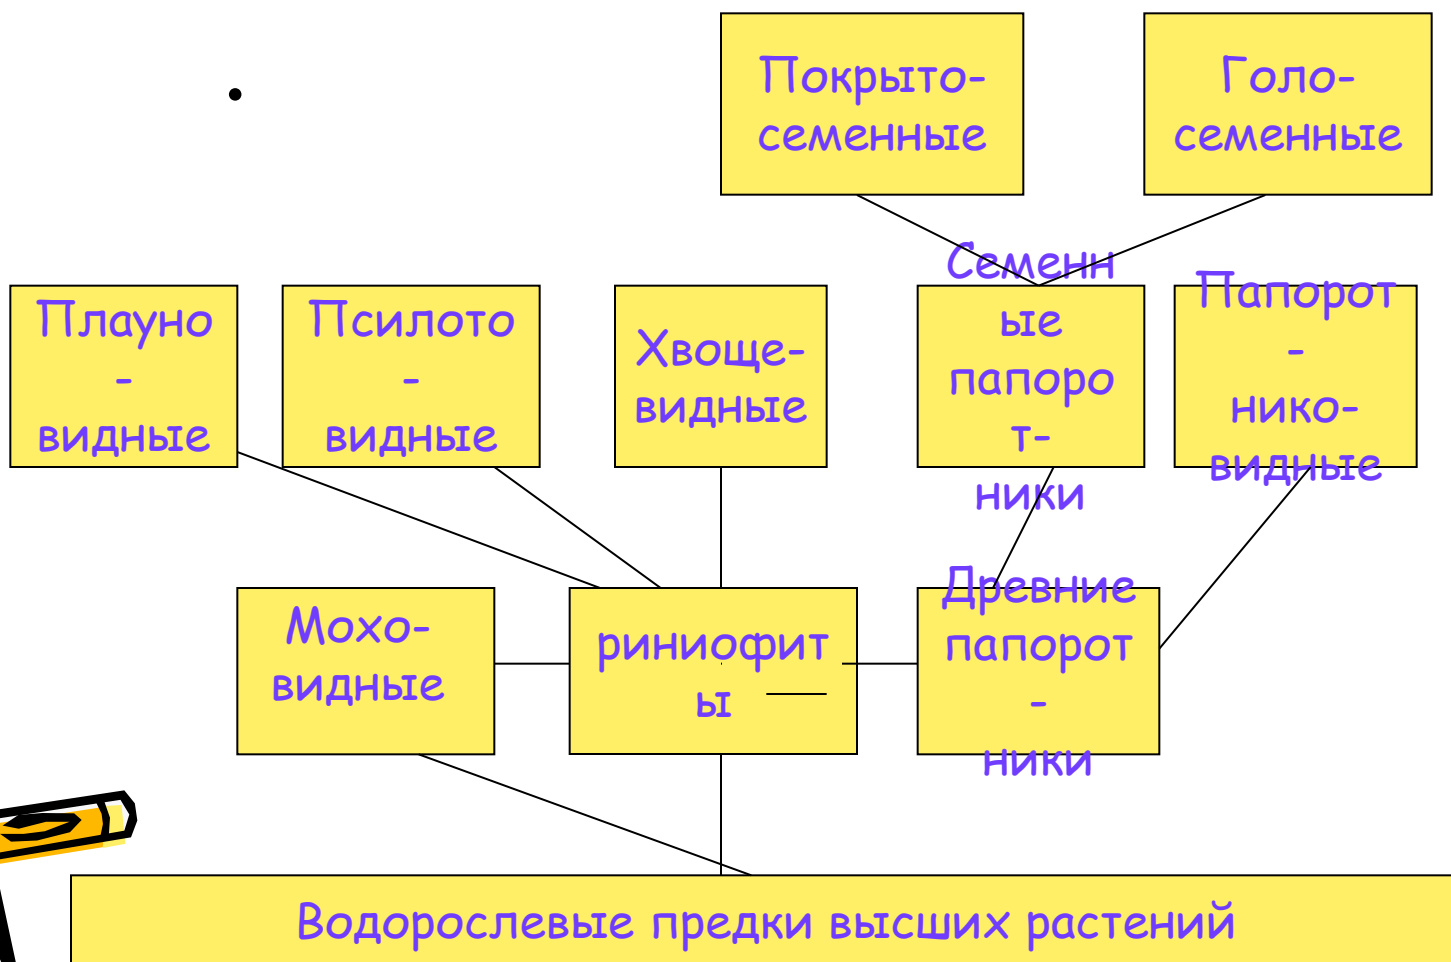 Покрыто-
семенные
Голо-
семенные
Плауно
-
видные
Псилото
-
видные
Хвоще-
видные
Семенн
ые
папоро
т-
ники
Папорот
-
нико-
видные
Мохо-
видные
риниофит
ы
Древние
папорот
-
ники
Водорослевые предки высших растений